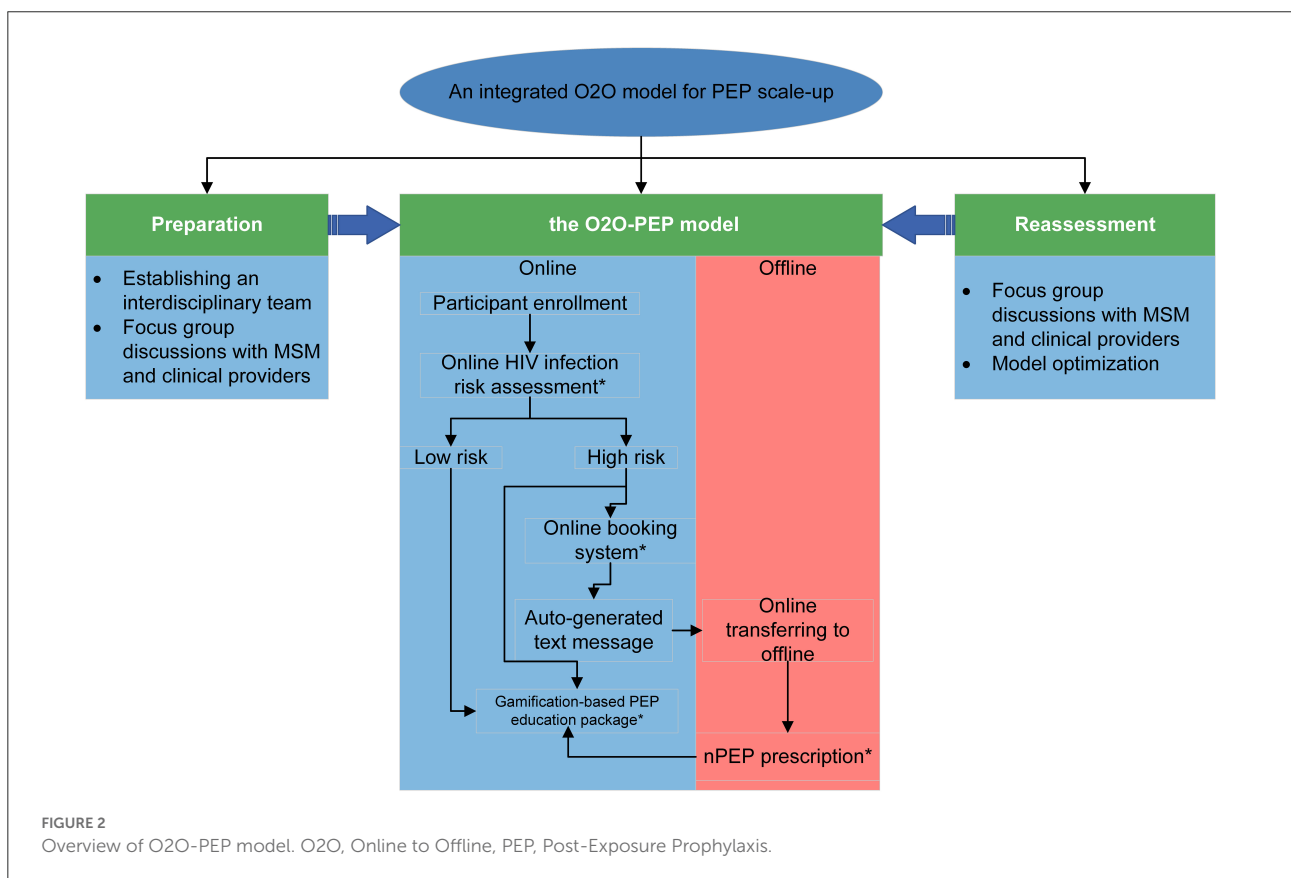 An integrated O2O model for PEP scale-up
Preparation
• Establishing an
interdisciplinary team
• Focus group
discussions with MSM
and clinical providers
the O2O-PEP model
Online
Offline
Participant enrollment
Online HIV infection
risk assessment*
Low risk
High risk
Online booking
system*
Auto-generated
text message
Online
transferring to
offline
Gamification-based PEP
education package*
nPEP prescription*
Reassessment
• Focus group
discussions with MSM
and clinical providers
• Model optimization
FIGURE 2
Overview of O2O-PEP model. O2O, Online to Offline, PEP, Post-Exposure Prophylaxis.